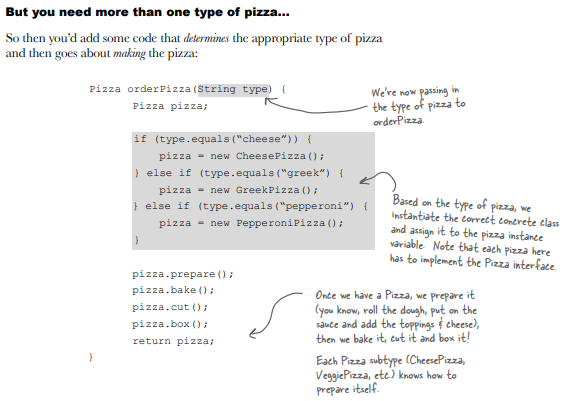 But you need more than one type of pizza...
So then you'd add some code that determines the appropriate type of pizza
and then goes about making the pizza:
Pizza orderPizza(String type) {
Pizza pizza;
We're now passing in
the type of pizza to
orderPizza.
if (type.equals("cheese")) {
pizza = new CheesePizza();
} else if (type.equals("greek") {
pizza = new GreekPizza();
} else if (type.equals("pepperoni") {
pizza = new PepperoniPizza();
}
Based on the type of pizza, we
instantiate the correct concrete class
and assign it to the pizza instance
variable. Note that each pizza here
has to implement the Pizza interface.
pizza.prepare();
pizza.bake();
pizza.cut();
pizza.box();
return pizza;
}
Once we have a Pizza, we prepare it
(you know, roll the dough, put on the
sauce and add the toppings & cheese),
then we bake it, cut it and box it!
Each Pizza subtype (CheesePizza,
VeggiePizza, etc.) knows how to
prepare itself.